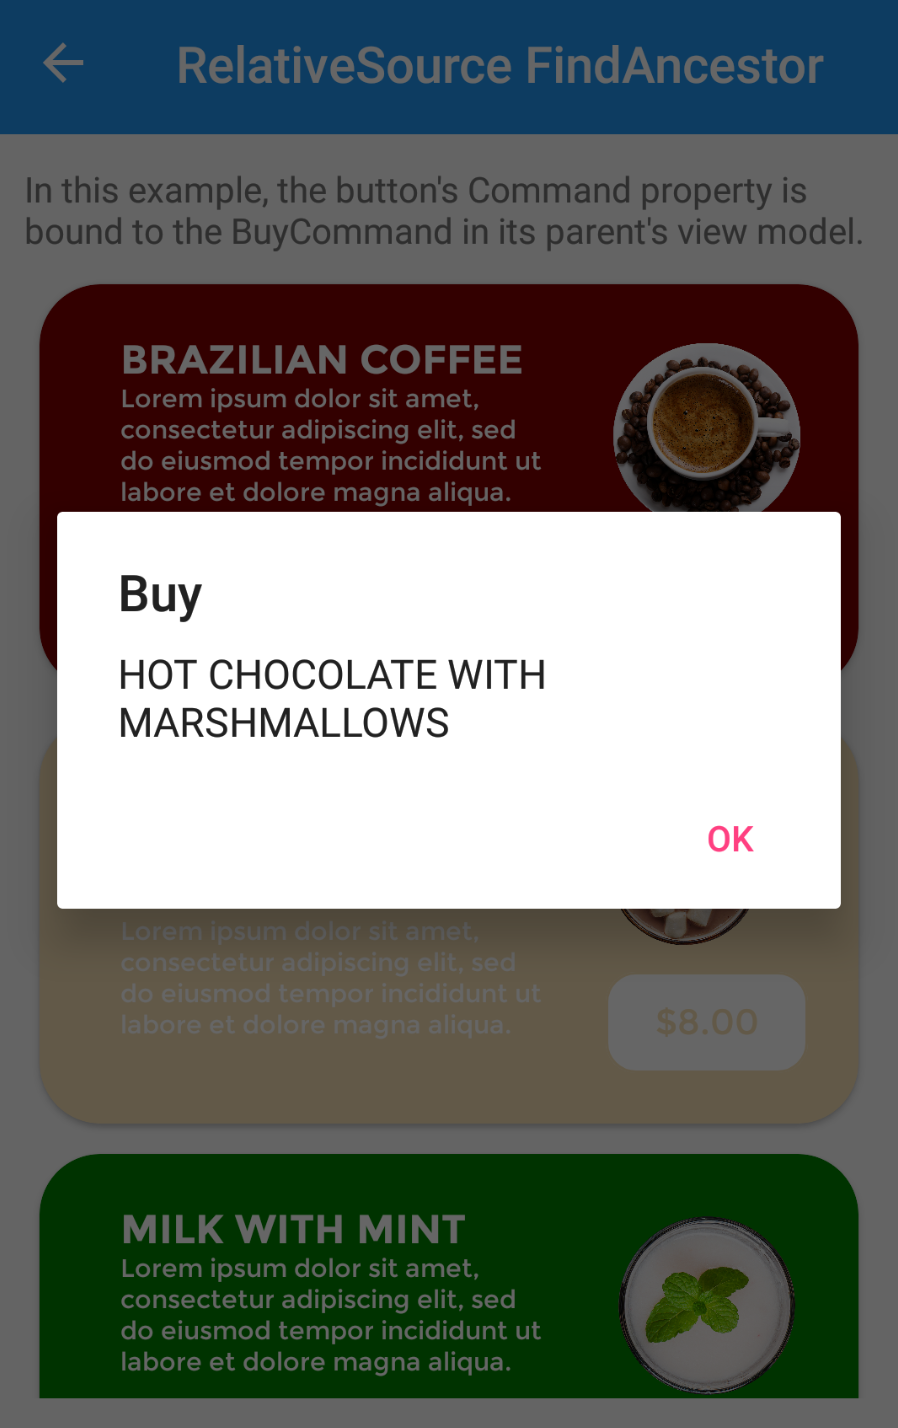 RelativeSource FindAncestor
In this example, the button's Command property is
bound to the BuyCommand in its parent's view model.
BRAZILIAN COFFEE
Lorem ipsum dolor sit amet,
consectetur adipiscing elit, sed
do eiusmod tempor incididunt ut
labore et dolore magna aliqua.
Buy
HOT CHOCOLATE WITH
MARSHMALLOWS
OK
Lorem ipsum dolor sit amet,
consectetur adipiscing elit, sed
do eiusmod tempor incididunt ut
labore et dolore magna aliqua.
$8.00
MILK WITH MINT
Lorem ipsum dolor sit amet,
consectetur adipiscing elit, sed
do eiusmod tempor incididunt ut
labore et dolore magna aliqua.